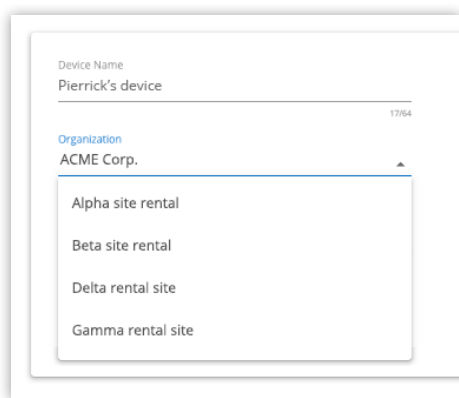 Device Name
Pierrick's device
17/64
Organization
ACME Corp.
Alpha site rental
Beta site rental
Delta rental site
Gamma rental site